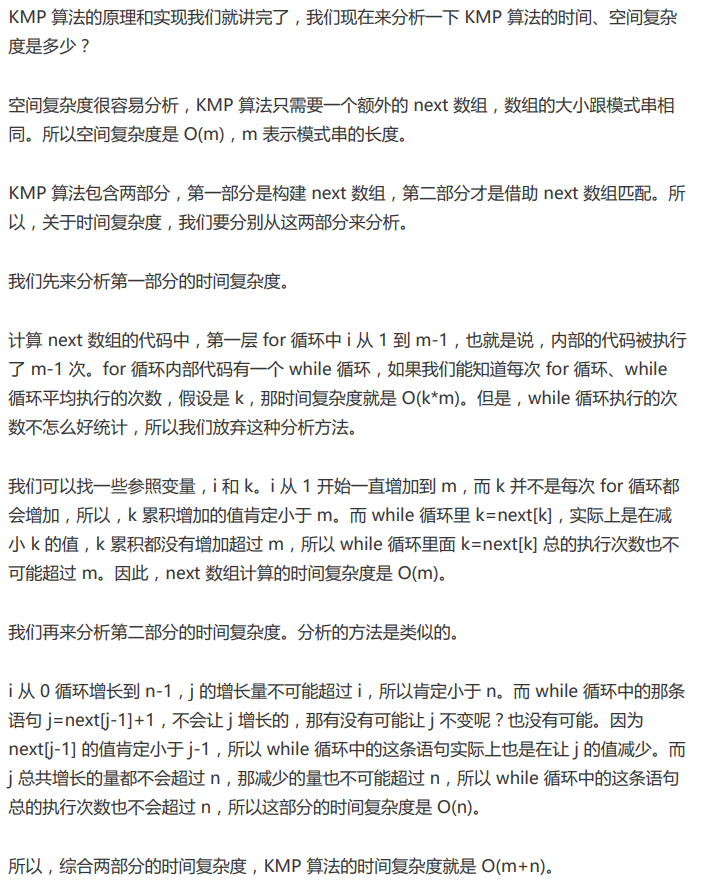 KMP 算法的原理和实现我们就讲完了，我们现在来分析一下 KMP 算法的时间、空间复杂
度是多少？
空间复杂度很容易分析，KMP 算法只需要一个额外的 next 数组，数组的大小跟模式串相
同。所以空间复杂度是 O(m)，m 表示模式串的长度。
KMP 算法包含两部分，第一部分是构建 next 数组，第二部分才是借助 next 数组匹配。所
以，关于时间复杂度，我们要分别从这两部分来分析。
我们先来分析第一部分的时间复杂度。
计算 next 数组的代码中，第一层 for 循环中 i 从 1 到 m-1，也就是说，内部的代码被执行
了 m-1 次。for 循环内部代码有一个 while 循环，如果我们能知道每次 for 循环、while
循环平均执行的次数，假设是 k，那时间复杂度就是 O(k*m)。但是，while 循环执行的次
数不怎么好统计，所以我们放弃这种分析方法。
我们可以找一些参照变量，i 和 k。i 从 1 开始一直增加到 m，而 k 并不是每次 for 循环都
会增加，所以，k 累积增加的值肯定小于 m。而 while 循环里 k=next[k]，实际上是在减
小 k 的值，k 累积都没有增加超过 m，所以 while 循环里面 k=next[k] 总的执行次数也不
可能超过 m。因此，next 数组计算的时间复杂度是 O(m)。
我们再来分析第二部分的时间复杂度。分析的方法是类似的。
i 从 0 循环增长到 n-1，j 的增长量不可能超过 i，所以肯定小于 n。而 while 循环中的那条
语句 j=next[j-1]+1，不会让 j 增长的，那有没有可能让 j 不变呢？也没有可能。因为
next[j-1] 的值肯定小于 j-1，所以 while 循环中的这条语句实际上也是在让 j 的值减少。而
j 总共增长的量都不会超过 n，那减少的量也不可能超过 n，所以 while 循环中的这条语句
总的执行次数也不会超过 n，所以这部分的时间复杂度是 O(n)。
所以，综合两部分的时间复杂度，KMP 算法的时间复杂度就是 O(m+n)。